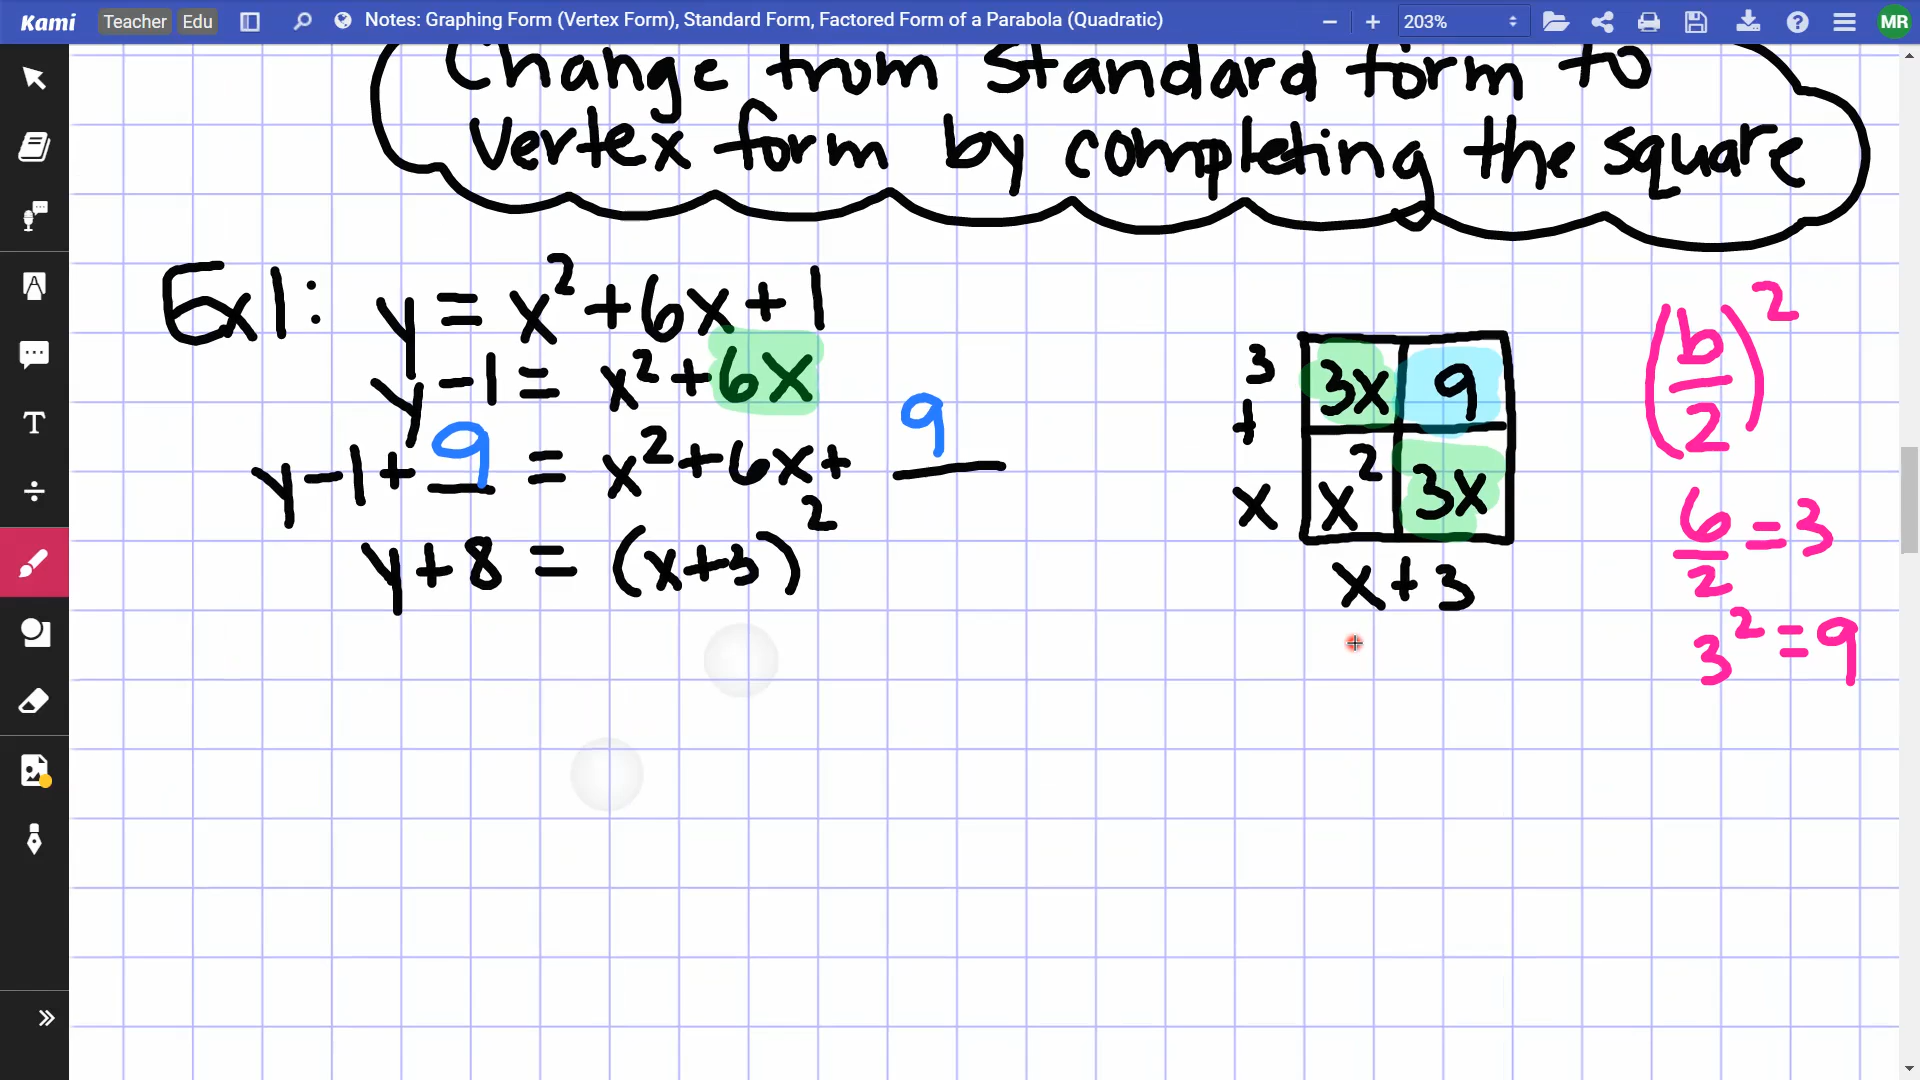 Kami Teacher Edu Notes: Graphing Form (Vertex Form), Standard Form, Factored Form of a Parabola (Quadratic) 203% MR
Change from Standard form to
Vertex form by completing the square
Ex1: y = x² + 6x + 1
y - 1 = x² + 6x
y - 1 + 9 = x² + 6x + 9
y + 8 = (x + 3)²
3 + x
3x 9
x² 3x
x + 3
(b/2)²
6/2 = 3
3² = 9